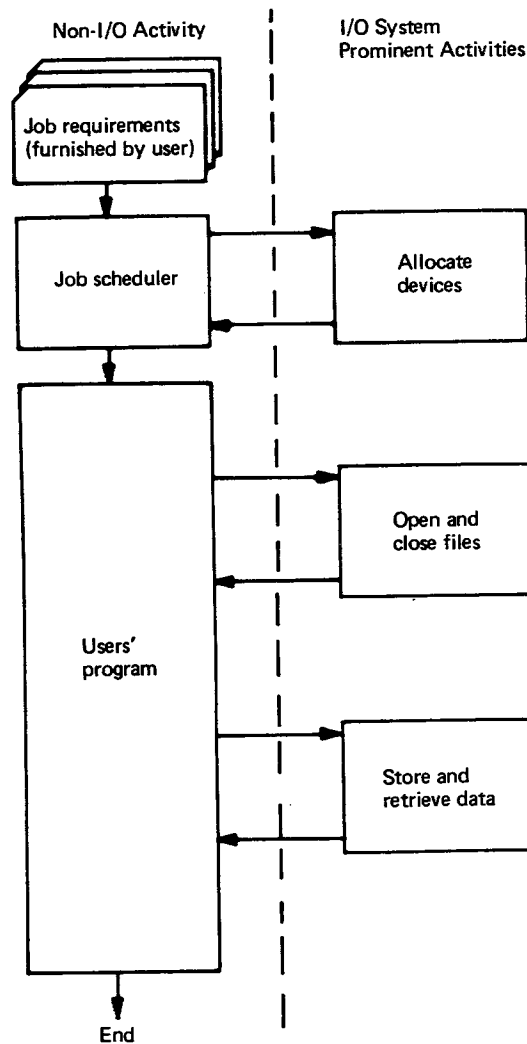 Non-I/O Activity
I/O System
Prominent Activities
Job requirements
(furnished by user)
Job scheduler
Allocate
devices
Open and
close files
Users'
program
Store and
retrieve data
End